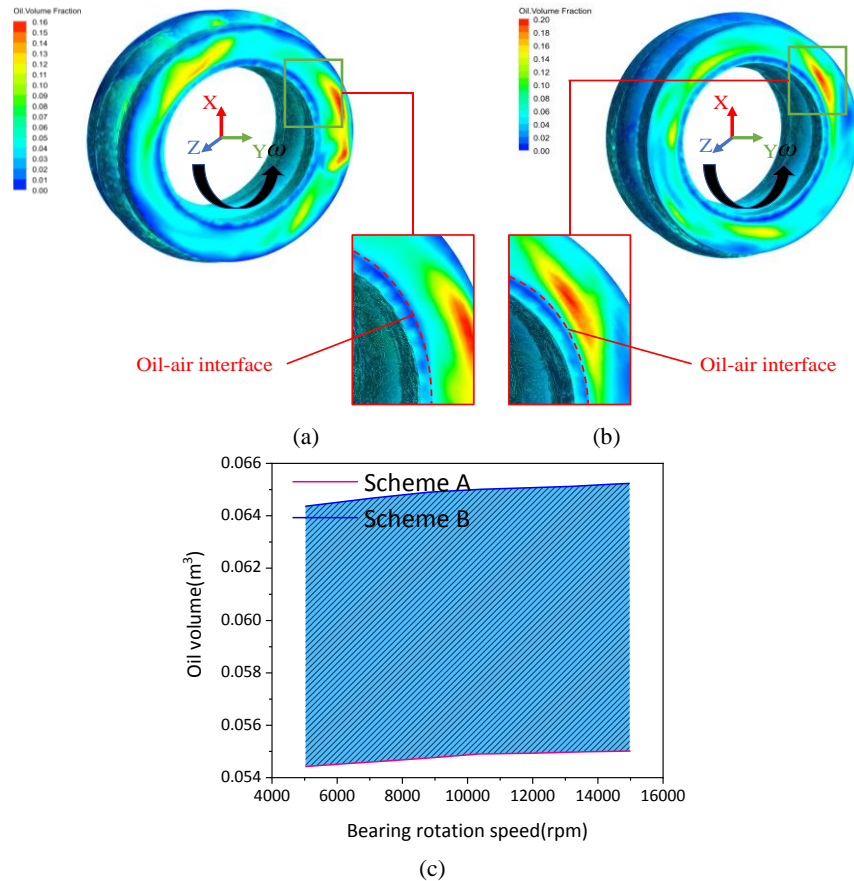 Oil.Volume Fraction
0.16
0.15
0.14
0.13
0.12
0.11
0.10
0.09
0.08
0.07
0.06
0.05
0.04
0.03
0.02
0.01
0.00
X
Z
Y
ω
Oil.Volume Fraction
0.20
0.18
0.16
0.14
0.12
0.10
0.08
0.06
0.04
0.02
0.00
X
Z
Y
ω
Oil-air interface
Oil-air interface
(a)
(b)
Scheme A
Scheme B
Oil volume(m³)
0.066
0.064
0.062
0.060
0.058
0.056
0.054
4000
6000
8000
10000
12000
14000
16000
Bearing rotation speed(rpm)
(c)